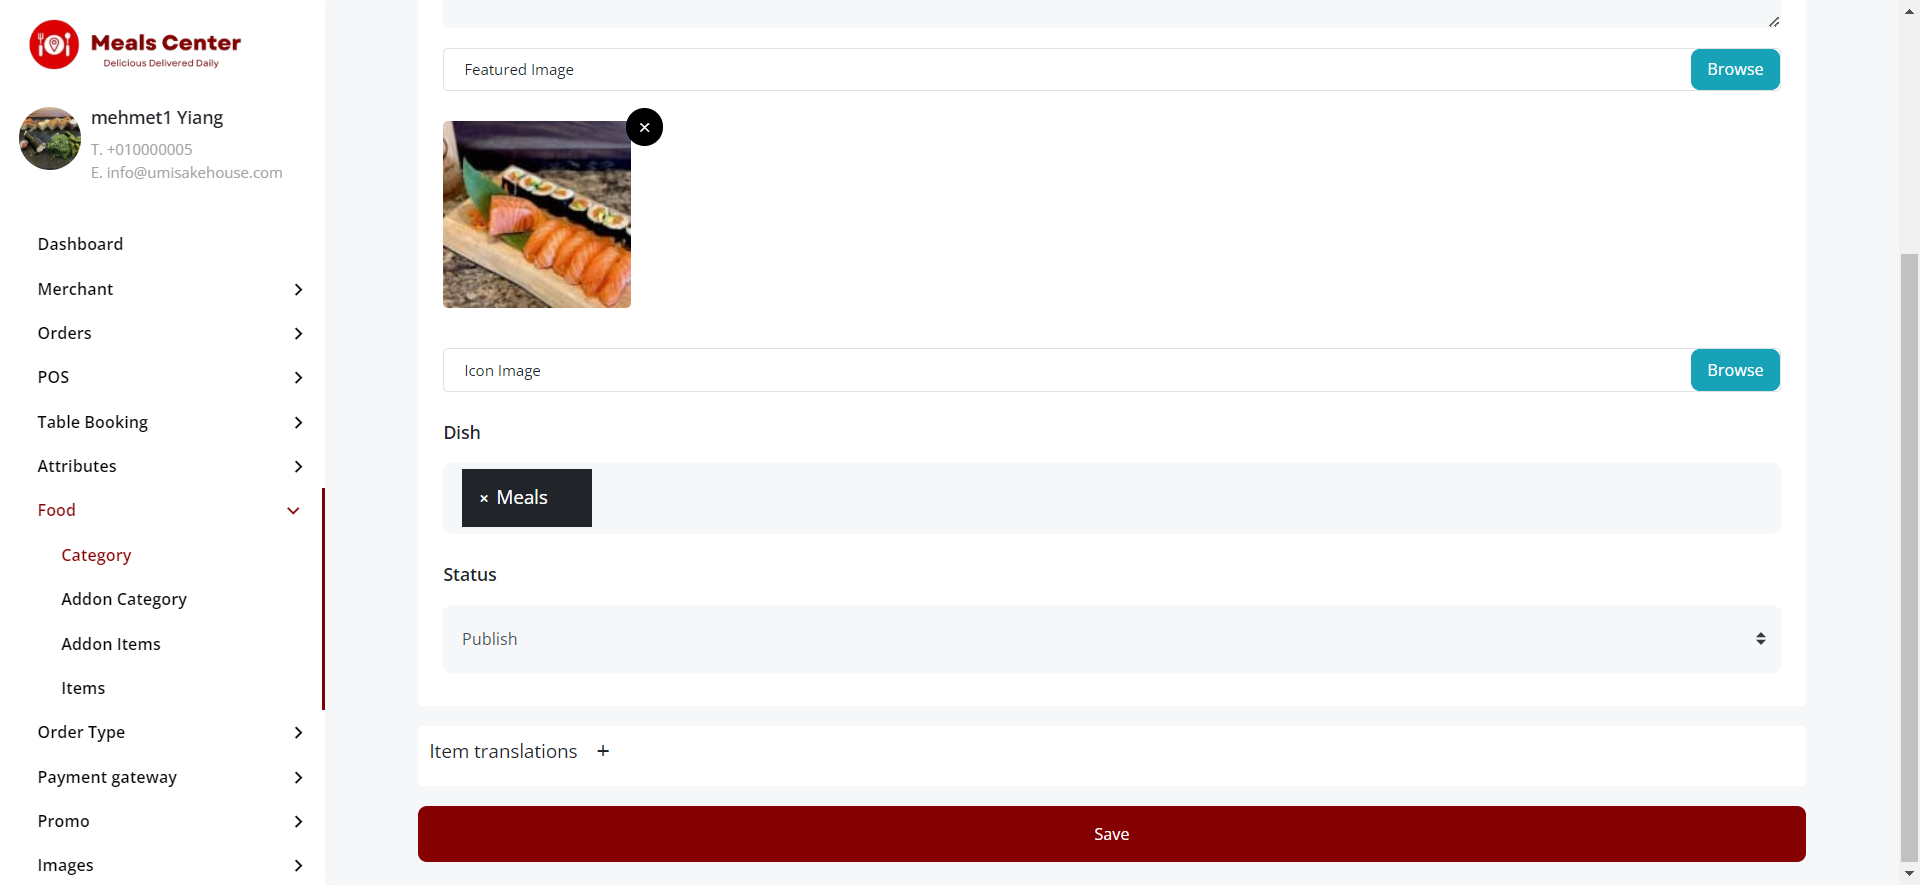 Meals Center
Delicious Delivered Daily
mehmet1 Yiang
T. +010000005
E. info@umisakehouse.com
Dashboard
Merchant
Orders
POS
Table Booking
Attributes
Food
Category
Addon Category
Addon Items
Items
Order Type
Payment gateway
Promo
Images
Featured Image
Browse
×
Icon Image
Browse
Dish
× Meals
Status
Publish
Item translations +
Save